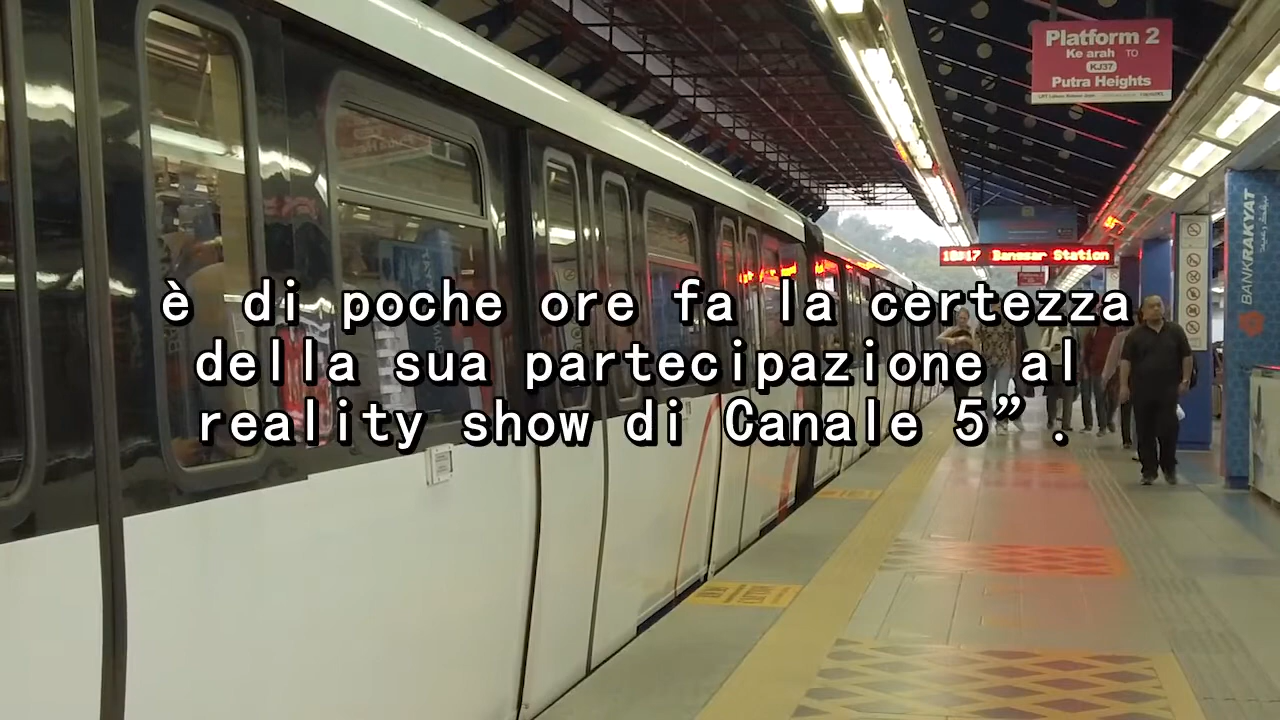 Platform 2
Ke arah TO
KJ37
Putra Heights
Bangsar Station
BANKRAKYAT
è di poche ore fa la certezza
della sua partecipazione al
reality show di Canale 5” .